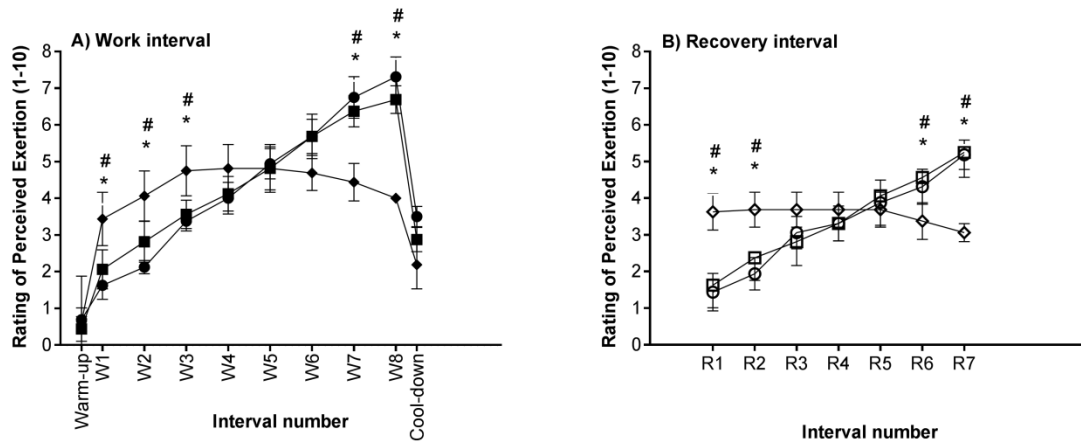 A) Work interval
Rating of Perceived Exertion (1-10)
8
7
6
5
4
3
2
1
0
#
*
#
*
#
*
#
*
#
*
Warm-up
W1
W2
W3
W4
W5
W6
W7
W8
Cool-down
Interval number
B) Recovery interval
Rating of Perceived Exertion (1-10)
8
7
6
5
4
3
2
1
0
#
*
#
*
#
*
#
*
R1
R2
R3
R4
R5
R6
R7
Interval number